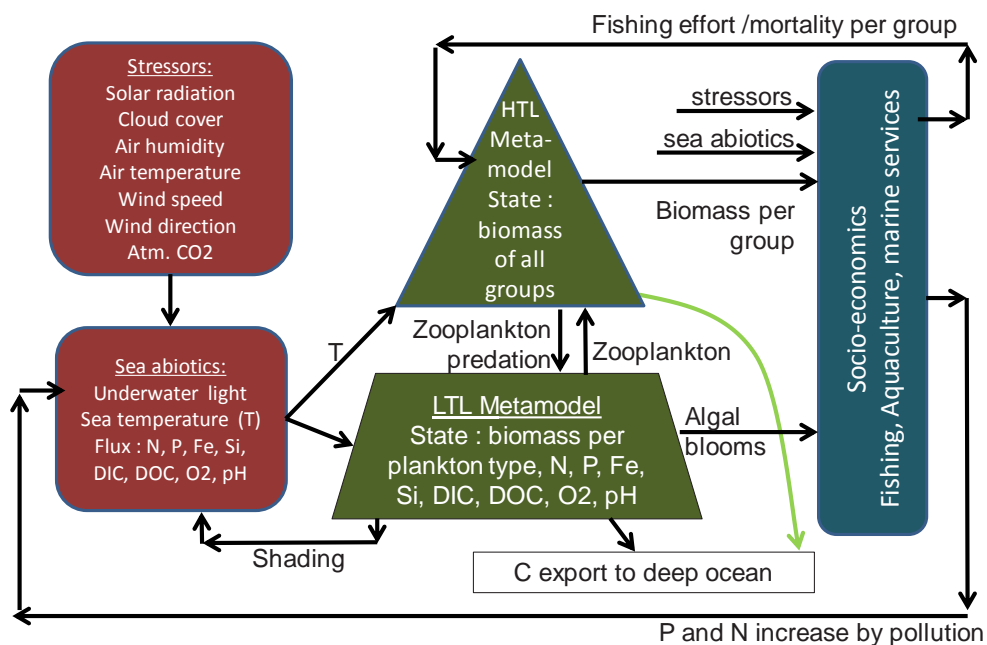 Fishing effort /mortality per group
Stressors:
Solar radiation
Cloud cover
Air humidity
Air temperature
Wind speed
Wind direction
Atm. CO2
HTL
Meta-
model
State :
biomass
of all
groups
stressors
sea abiotics
Biomass per
group
Socio-economics
Fishing, Aquaculture, marine services
T
Zooplankton
predation
Zooplankton
Sea abiotics:
Underwater light
Sea temperature (T)
Flux : N, P, Fe, Si,
DIC, DOC, O2, pH
LTL Metamodel
State : biomass per
plankton type, N, P, Fe,
Si, DIC, DOC, O2, pH
Algal
blooms
Shading
C export to deep ocean
P and N increase by pollution